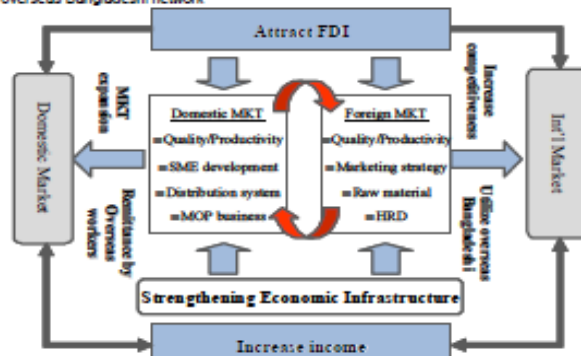 overseas Bangladeshi network
Attract FDI
Domestic Market
MKT
expansion
Remittance by
Overseas
workers
Domestic MKT
=Quality/Productivity
=SME development
=Distribution system
=MOP business
Foreign MKT
=Quality/Productivity
=Marketing strategy
=Raw material
=HRD
Increase
competitiveness
Utilize overseas
Bangladeshi
Int'l Market
Strengthening Economic Infrastructure
Increase income